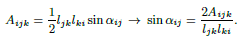 A_{ijk} = \frac{1}{2} l_{jk} l_{ki} \sin \alpha_{ij} \rightarrow \sin \alpha_{ij} = \frac{2A_{ijk}}{l_{jk} l_{ki}}.